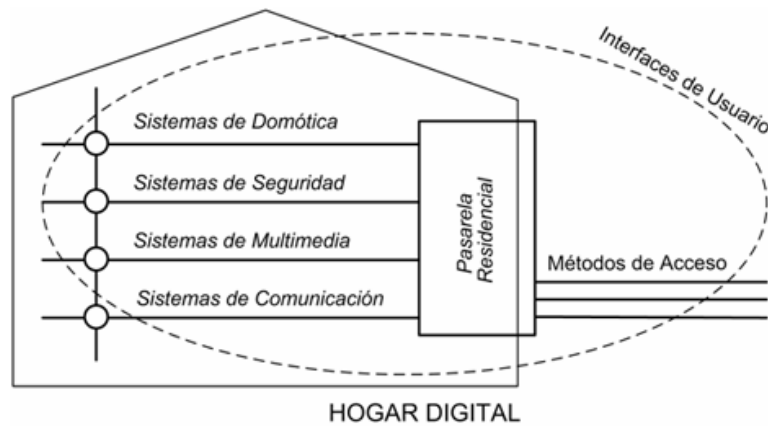 Interfaces de Usuario
Sistemas de Domótica
Sistemas de Seguridad
Sistemas de Multimedia
Sistemas de Comunicación
Pasarela
Residencial
Métodos de Acceso
HOGAR DIGITAL